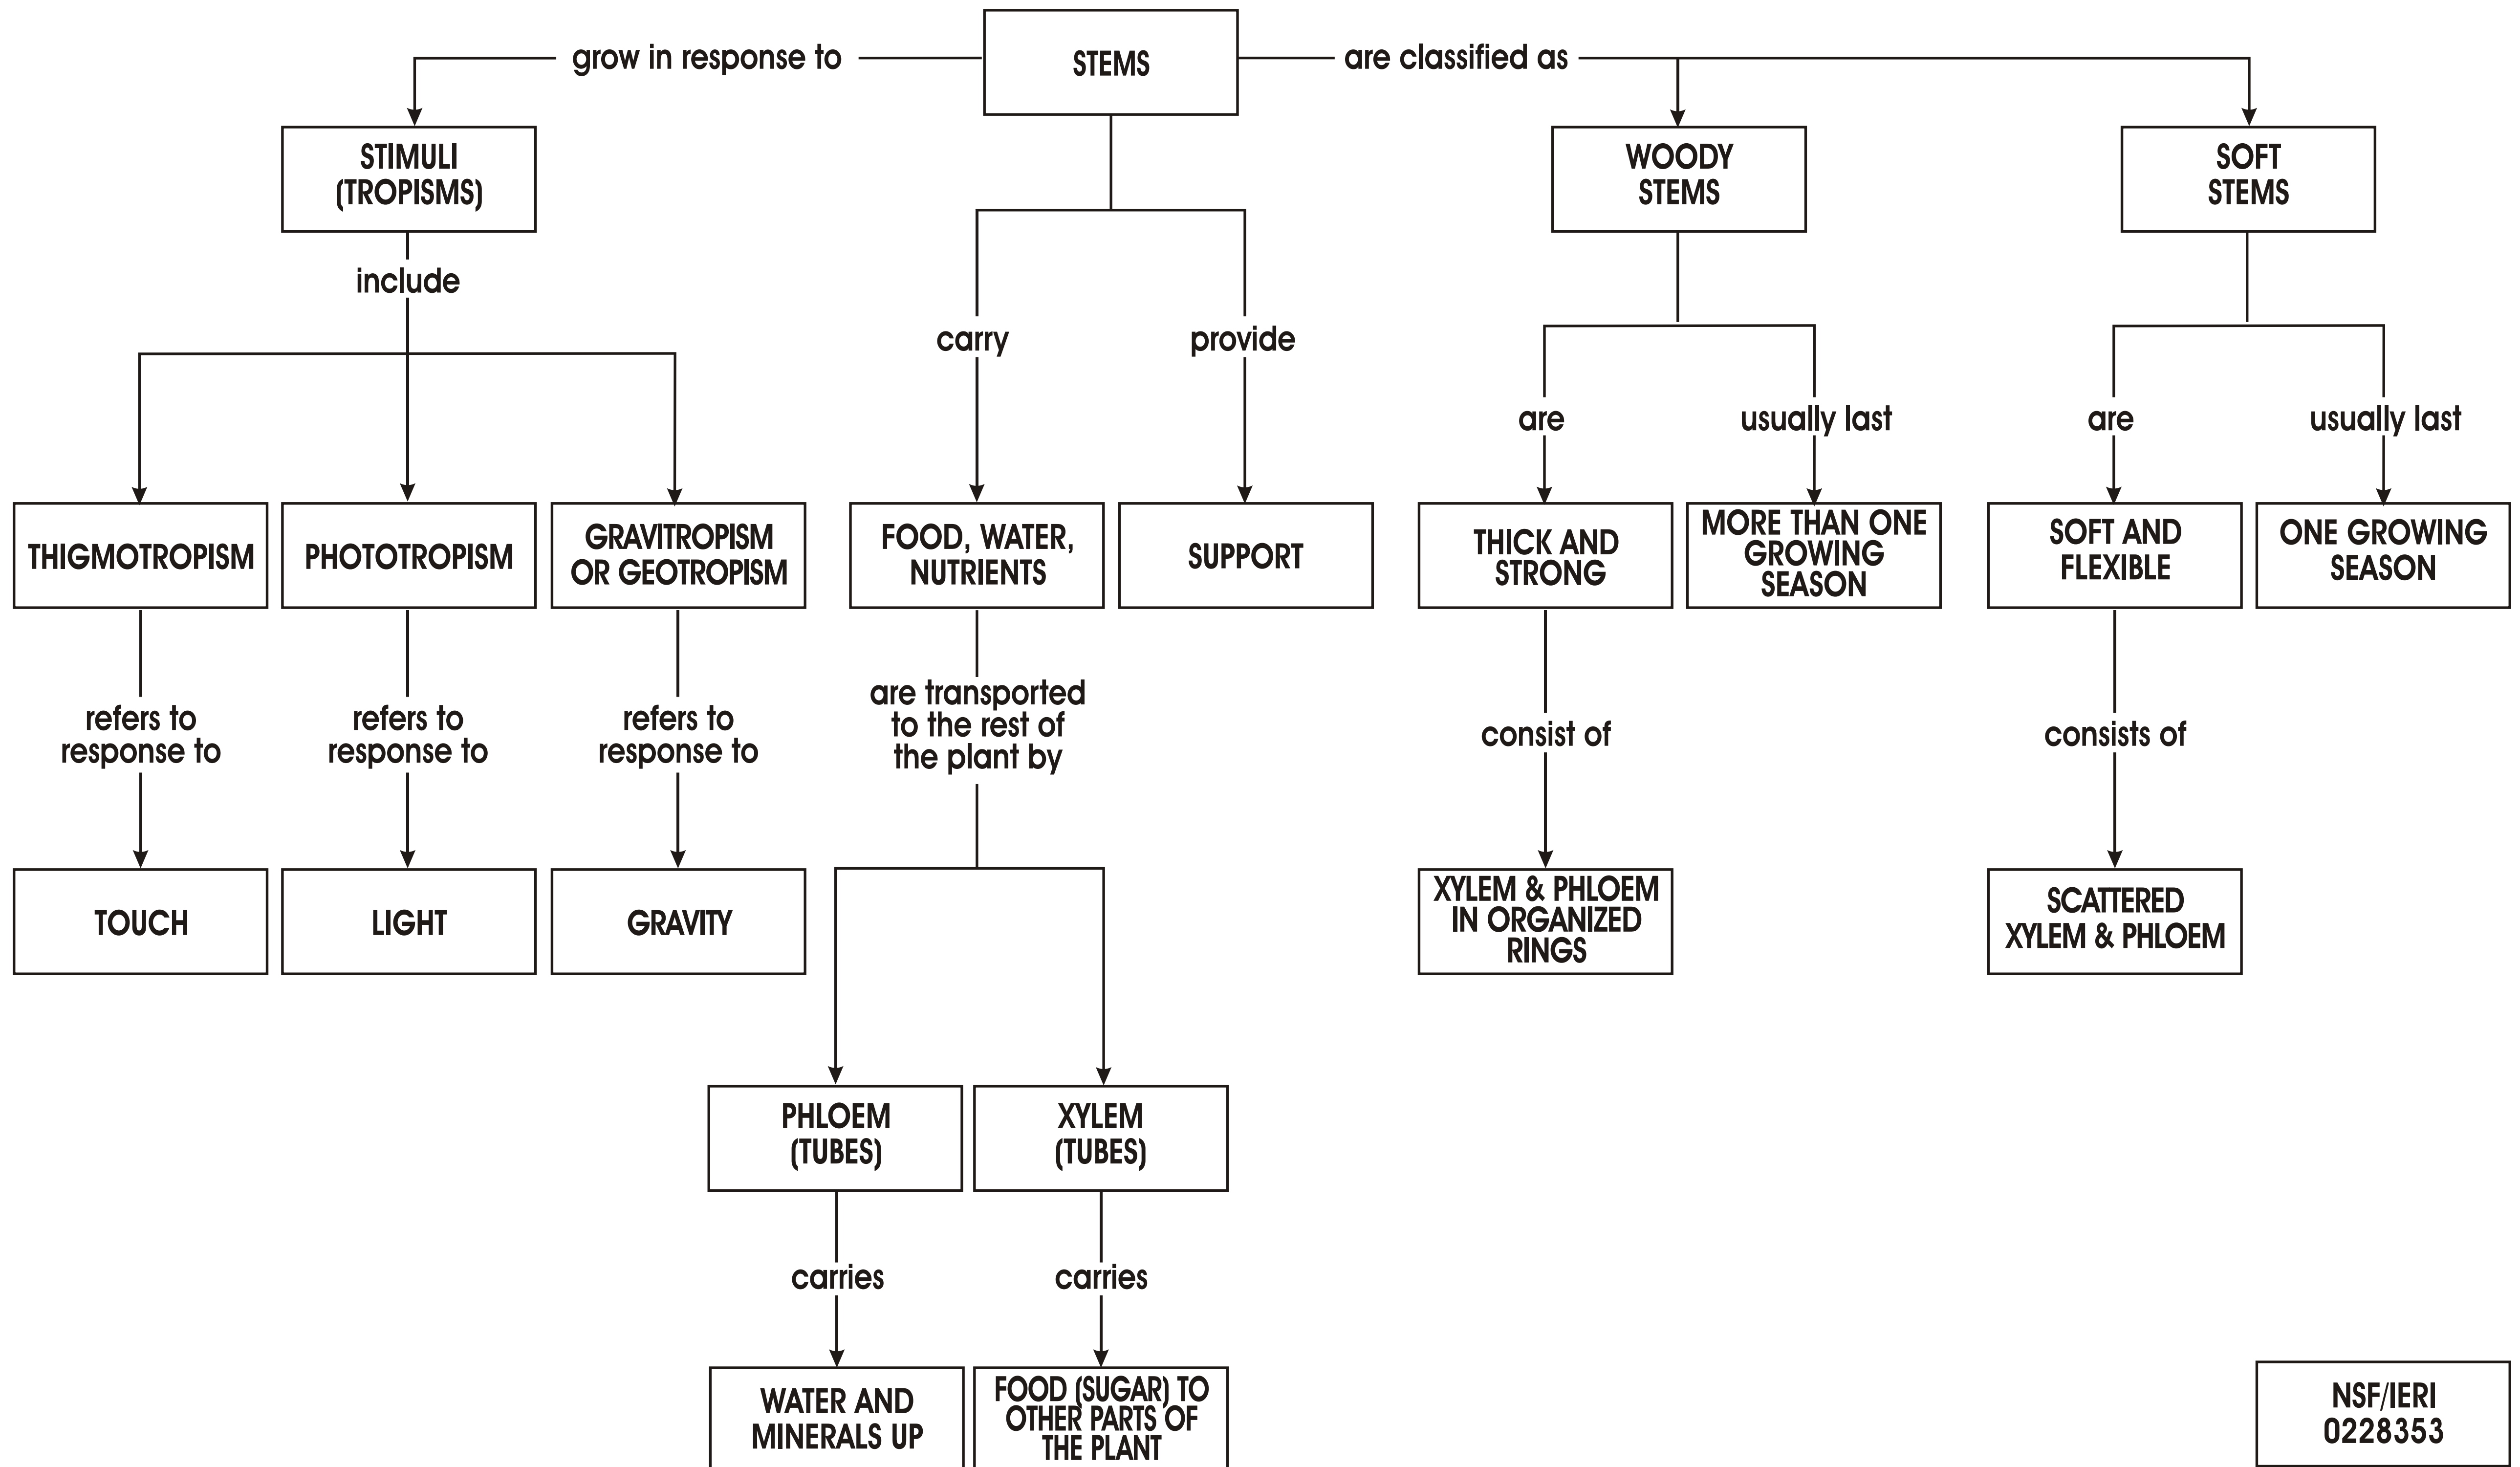 grow in response to
STEMS
are classified as
STIMULI
(TROPISMS)
WOODY
STEMS
SOFT
STEMS
include
carry
provide
are
usually last
are
usually last
THIGMOTROPISM
PHOTOTROPISM
GRAVITROPISM
OR GEOTROPISM
FOOD, WATER,
NUTRIENTS
SUPPORT
THICK AND
STRONG
MORE THAN ONE
GROWING
SEASON
SOFT AND
FLEXIBLE
ONE GROWING
SEASON
refers to
response to
refers to
response to
refers to
response to
are transported
to the rest of
the plant by
consist of
consists of
TOUCH
LIGHT
GRAVITY
XYLEM & PHLOEM
IN ORGANIZED
RINGS
SCATTERED
XYLEM & PHLOEM
PHLOEM
(TUBES)
XYLEM
(TUBES)
carries
carries
WATER AND
MINERALS UP
FOOD (SUGAR) TO
OTHER PARTS OF
THE PLANT
NSF/IERI
0228353